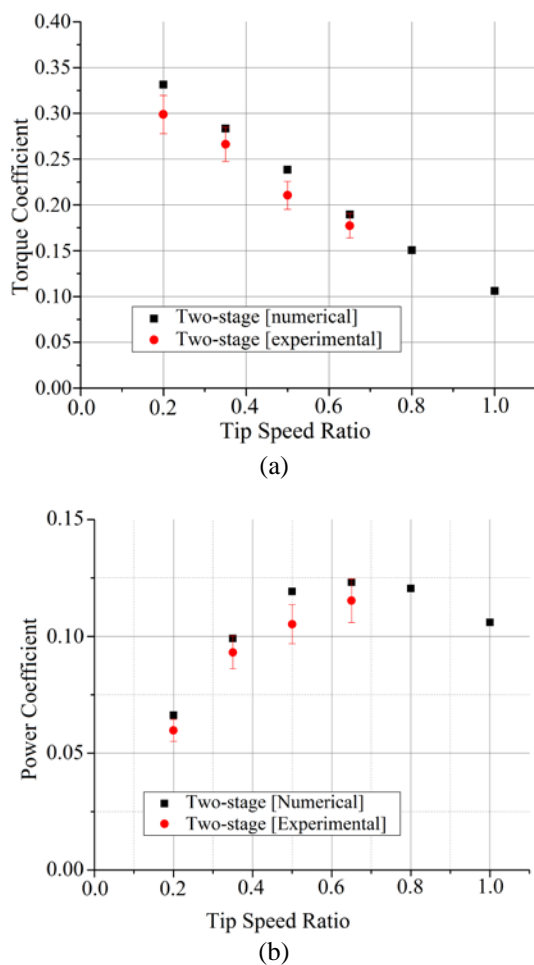 0.40
0.35
0.30
0.25
0.20
0.15
0.10
0.05
0.00
Torque Coefficient
Two-stage [numerical]
Two-stage [experimental]
0.0 0.2 0.4 0.6 0.8 1.0
Tip Speed Ratio
(a)
0.15
0.10
0.05
0.00
Power Coefficient
Two-stage [Numerical]
Two-stage [Experimental]
0.0 0.2 0.4 0.6 0.8 1.0
Tip Speed Ratio
(b)